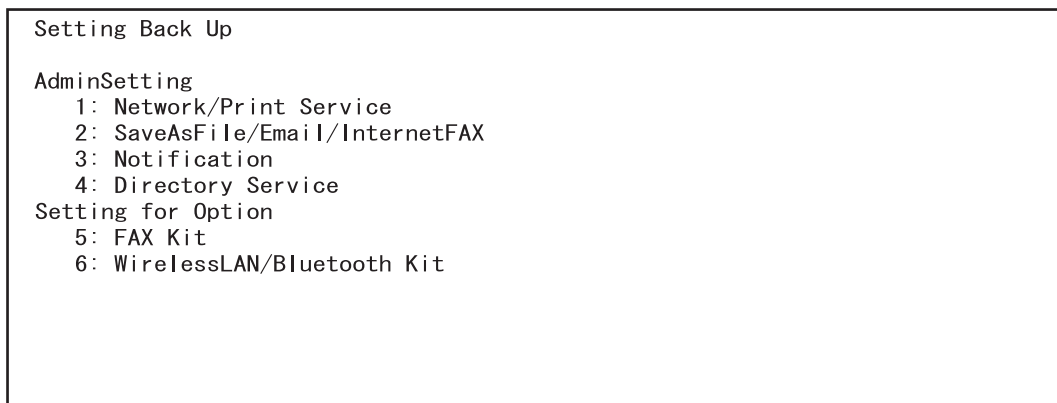 Setting Back Up
AdminSetting
1: Network/Print Service
2: SaveAsFile/Email/InternetFAX
3: Notification
4: Directory Service
Setting for Option
5: FAX Kit
6: WirelessLAN/Bluetooth Kit